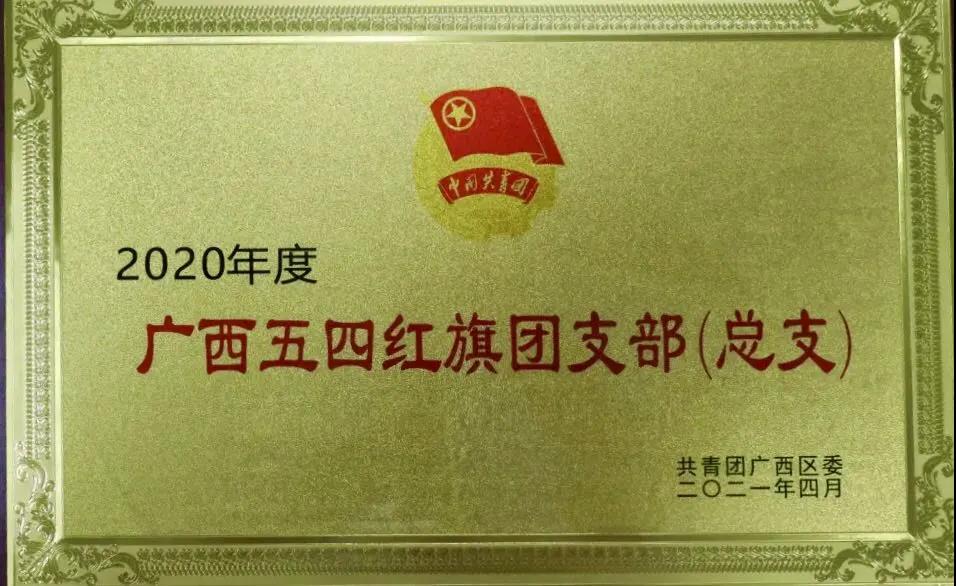 中国共青团
2020年度
广西五四红旗团支部(总支)
共青团广西区委
二〇二一年四月